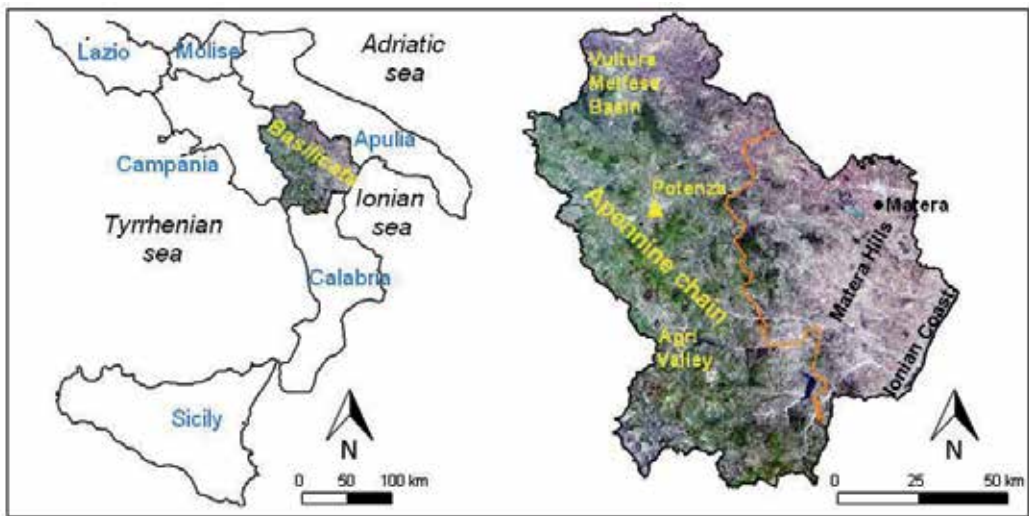 Lazio
Molise
Adriatic
sea
Basilicata
Apulia
Campania
Ionian
sea
Tyrrhenian
sea
Calabria
Sicily
N
0 50 100 km
Vulture
Melfese
Basin
Potenza
Matera
Apennine chain
Matera Hills
Agri
Valley
Ionian Coast
N
0 25 50 km